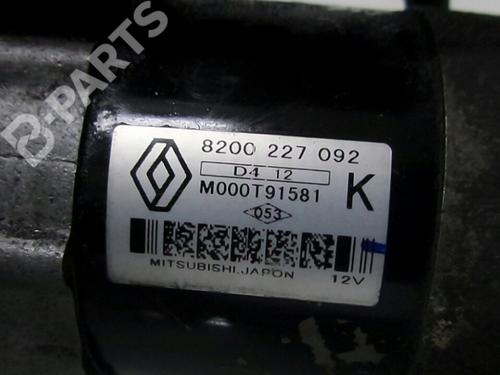 B-PARTS
8200 227 092
D4 12
M000T91581
K
053
MITSUBISHI.JAPON
12V